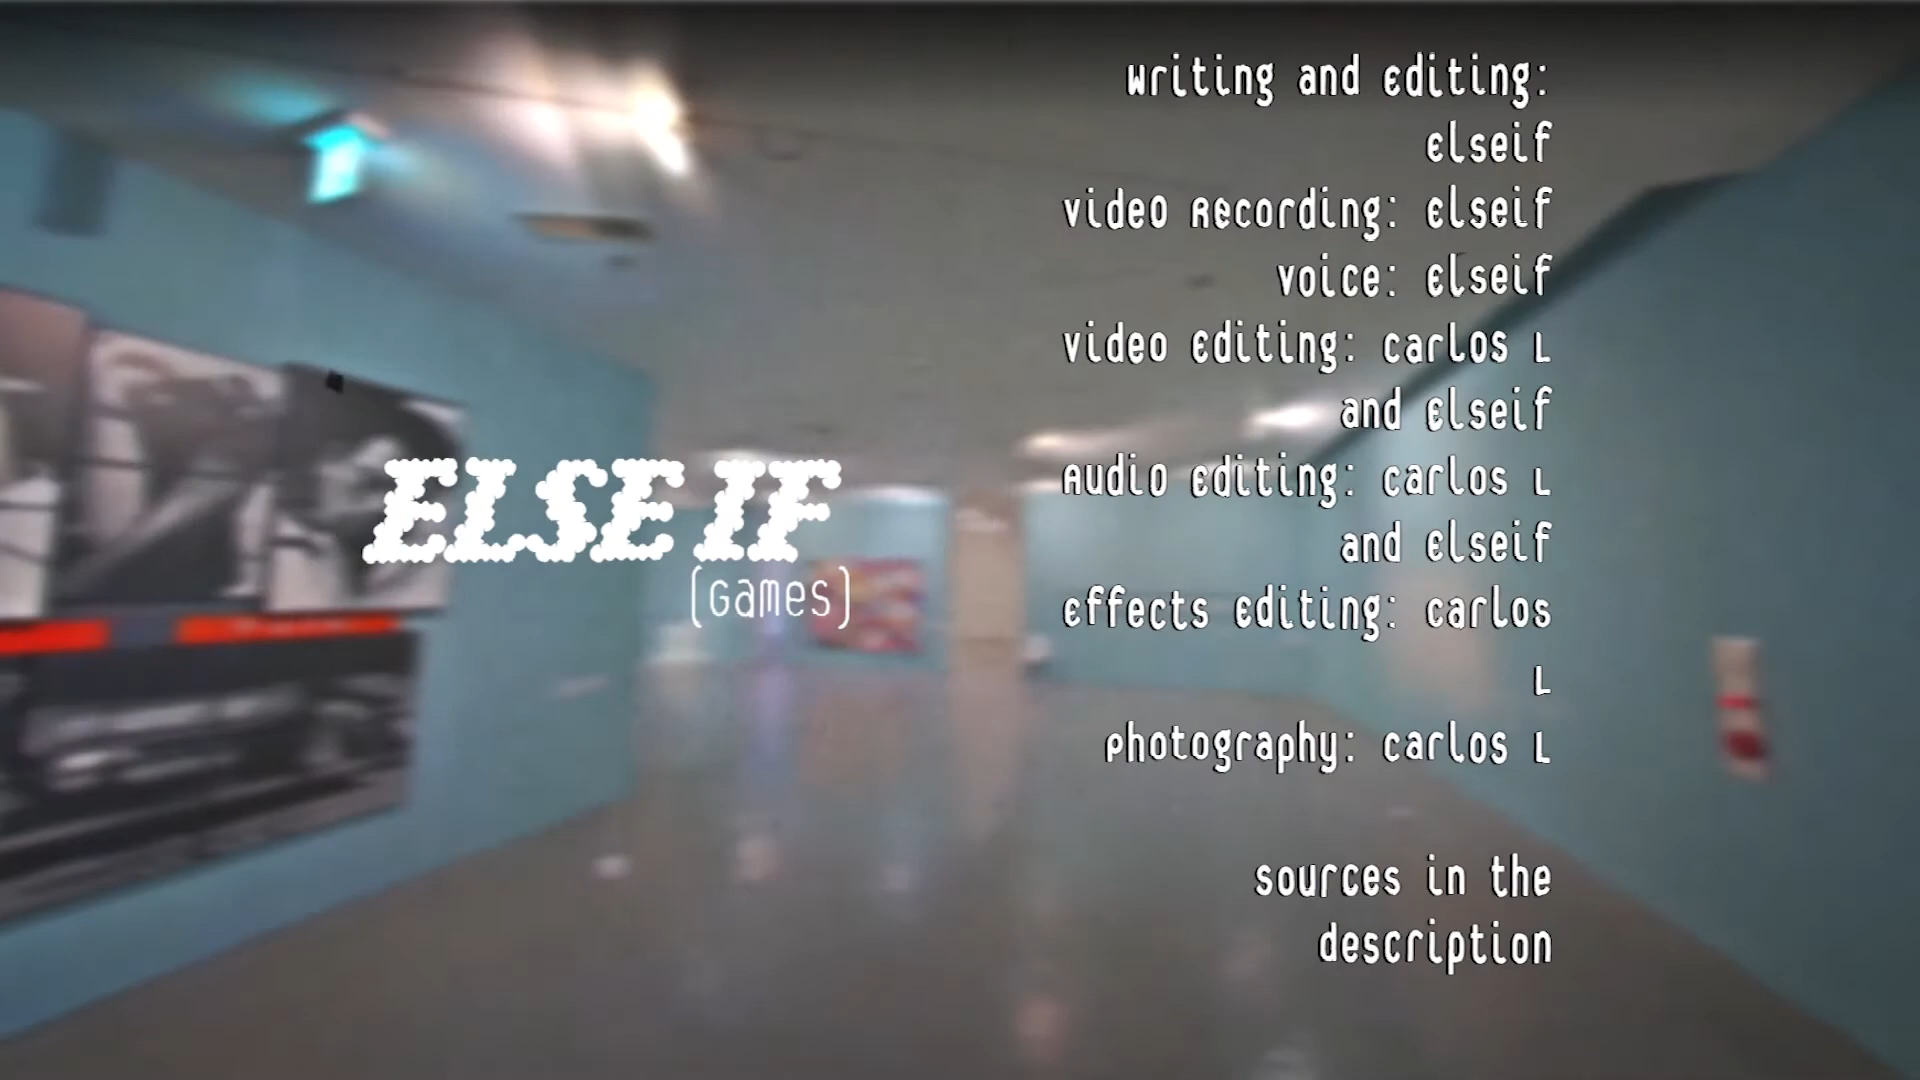 ELSE IF
(Games)
writing and editing:
elseif
video recording: elseif
voice: elseif
video editing: carlos L
and elseif
Audio editing: carlos L
and elseif
effects editing: carlos
L
photography: carlos L
sources in the
description